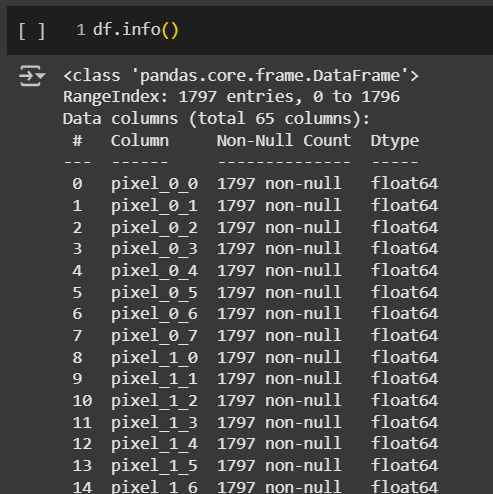 [ ] 1 df.info()
<class 'pandas.core.frame.DataFrame'>
RangeIndex: 1797 entries, 0 to 1796
Data columns (total 65 columns):
 #   Column     Non-Null Count  Dtype
---  ------     --------------  -----
 0   pixel_0_0  1797 non-null   float64
 1   pixel_0_1  1797 non-null   float64
 2   pixel_0_2  1797 non-null   float64
 3   pixel_0_3  1797 non-null   float64
 4   pixel_0_4  1797 non-null   float64
 5   pixel_0_5  1797 non-null   float64
 6   pixel_0_6  1797 non-null   float64
 7   pixel_0_7  1797 non-null   float64
 8   pixel_1_0  1797 non-null   float64
 9   pixel_1_1  1797 non-null   float64
 10  pixel_1_2  1797 non-null   float64
 11  pixel_1_3  1797 non-null   float64
 12  pixel_1_4  1797 non-null   float64
 13  pixel_1_5  1797 non-null   float64
 14  pixel_1_6  1797 non-null   float64